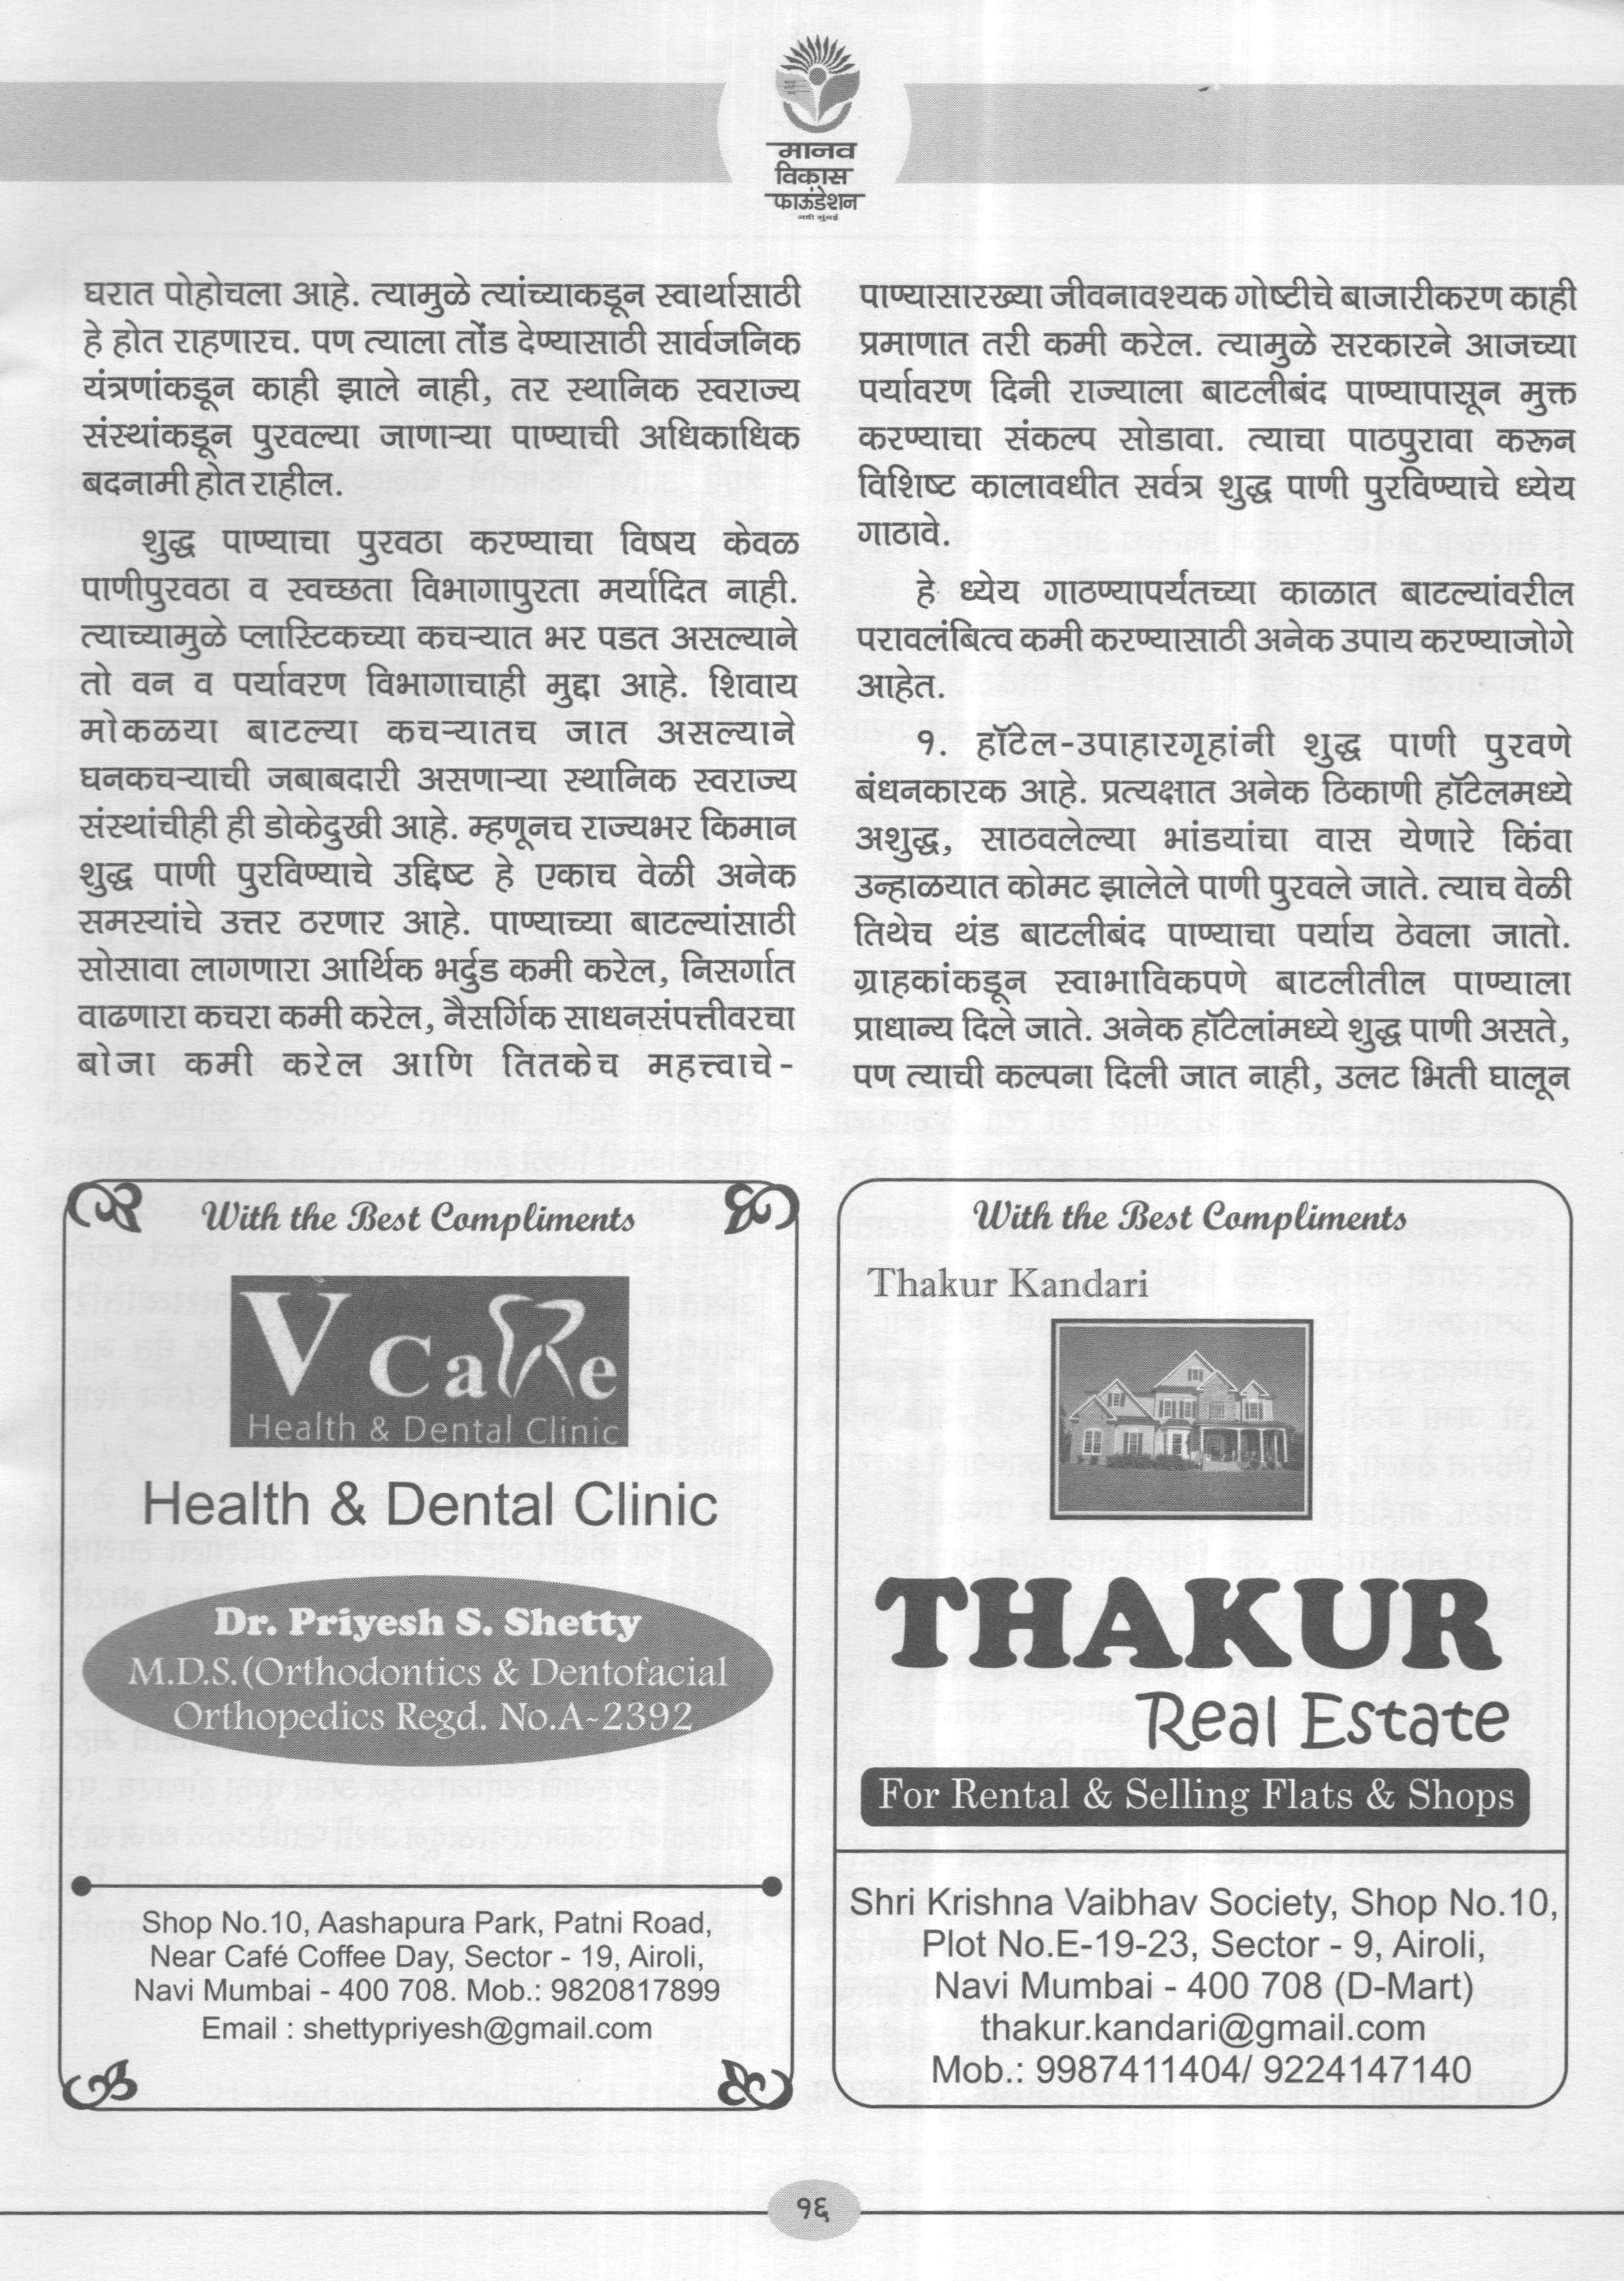 मानव
विकास
फाऊंडेशन
नवी मुंबई
घरात पोहोचला आहे. त्यामुळे त्यांच्याकडून स्वार्थासाठी
हे होत राहणारच. पण त्याला तोंड देण्यासाठी सार्वजनिक
यंत्रणांकडून काही झाले नाही, तर स्थानिक स्वराज्य
संस्थांकडून पुरवल्या जाणाऱ्या पाण्याची अधिकाधिक
बदनामी होत राहील.
शुद्ध पाण्याचा पुरवठा करण्याचा विषय केवळ
पाणीपुरवठा व स्वच्छता विभागापुरता मर्यादित नाही.
त्याच्यामुळे प्लास्टिकच्या कचऱ्यात भर पडत असल्याने
तो वन व पर्यावरण विभागाचाही मुद्दा आहे. शिवाय
मोकळया बाटल्या कचऱ्यातच जात असल्याने
घनकचऱ्याची जबाबदारी असणाऱ्या स्थानिक स्वराज्य
संस्थांचीही ही डोकेदुखी आहे. म्हणूनच राज्यभर किमान
शुद्ध पाणी पुरविण्याचे उद्दिष्ट हे एकाच वेळी अनेक
समस्यांचे उत्तर ठरणार आहे. पाण्याच्या बाटल्यांसाठी
सोसावा लागणारा आर्थिक भर्दुड कमी करेल, निसर्गात
वाढणारा कचरा कमी करेल, नैसर्गिक साधनसंपत्तीवरचा
बोजा कमी करेल आणि तितकेच महत्त्वाचे-
पाण्यासारख्या जीवनावश्यक गोष्टीचे बाजारीकरण काही
प्रमाणात तरी कमी करेल. त्यामुळे सरकारने आजच्या
पर्यावरण दिनी राज्याला बाटलीबंद पाण्यापासून मुक्त
करण्याचा संकल्प सोडावा. त्याचा पाठपुरावा करून
विशिष्ट कालावधीत सर्वत्र शुद्ध पाणी पुरविण्याचे ध्येय
गाठावे.
हे ध्येय गाठण्यापर्यंतच्या काळात बाटल्यांवरील
परावलंबित्व कमी करण्यासाठी अनेक उपाय करण्याजोगे
आहेत.
१. हॉटेल-उपाहारगृहांनी शुद्ध पाणी पुरवणे
बंधनकारक आहे. प्रत्यक्षात अनेक ठिकाणी हॉटेलमध्ये
अशुद्ध, साठवलेल्या भांडयांचा वास येणारे किंवा
उन्हाळयात कोमट झालेले पाणी पुरवले जाते. त्याच वेळी
तिथेच थंड बाटलीबंद पाण्याचा पर्याय ठेवला जातो.
ग्राहकांकडून स्वाभाविकपणे बाटलीतील पाण्याला
प्राधान्य दिले जाते. अनेक हॉटेलांमध्ये शुद्ध पाणी असते,
पण त्याची कल्पना दिली जात नाही, उलट भिती घालून
With the Best Compliments
V Care
Health & Dental Clinic
Health & Dental Clinic
Dr. Priyesh S. Shetty
M.D.S.(Orthodontics & Dentofacial
Orthopedics Regd. No.A-2392
Shop No.10, Aashapura Park, Patni Road,
Near Café Coffee Day, Sector - 19, Airoli,
Navi Mumbai - 400 708. Mob.: 9820817899
Email : shettypriyesh@gmail.com
With the Best Compliments
Thakur Kandari
THAKUR
Real Estate
For Rental & Selling Flats & Shops
Shri Krishna Vaibhav Society, Shop No.10,
Plot No.E-19-23, Sector - 9, Airoli,
Navi Mumbai - 400 708 (D-Mart)
thakur.kandari@gmail.com
Mob.: 9987411404/ 9224147140
१६